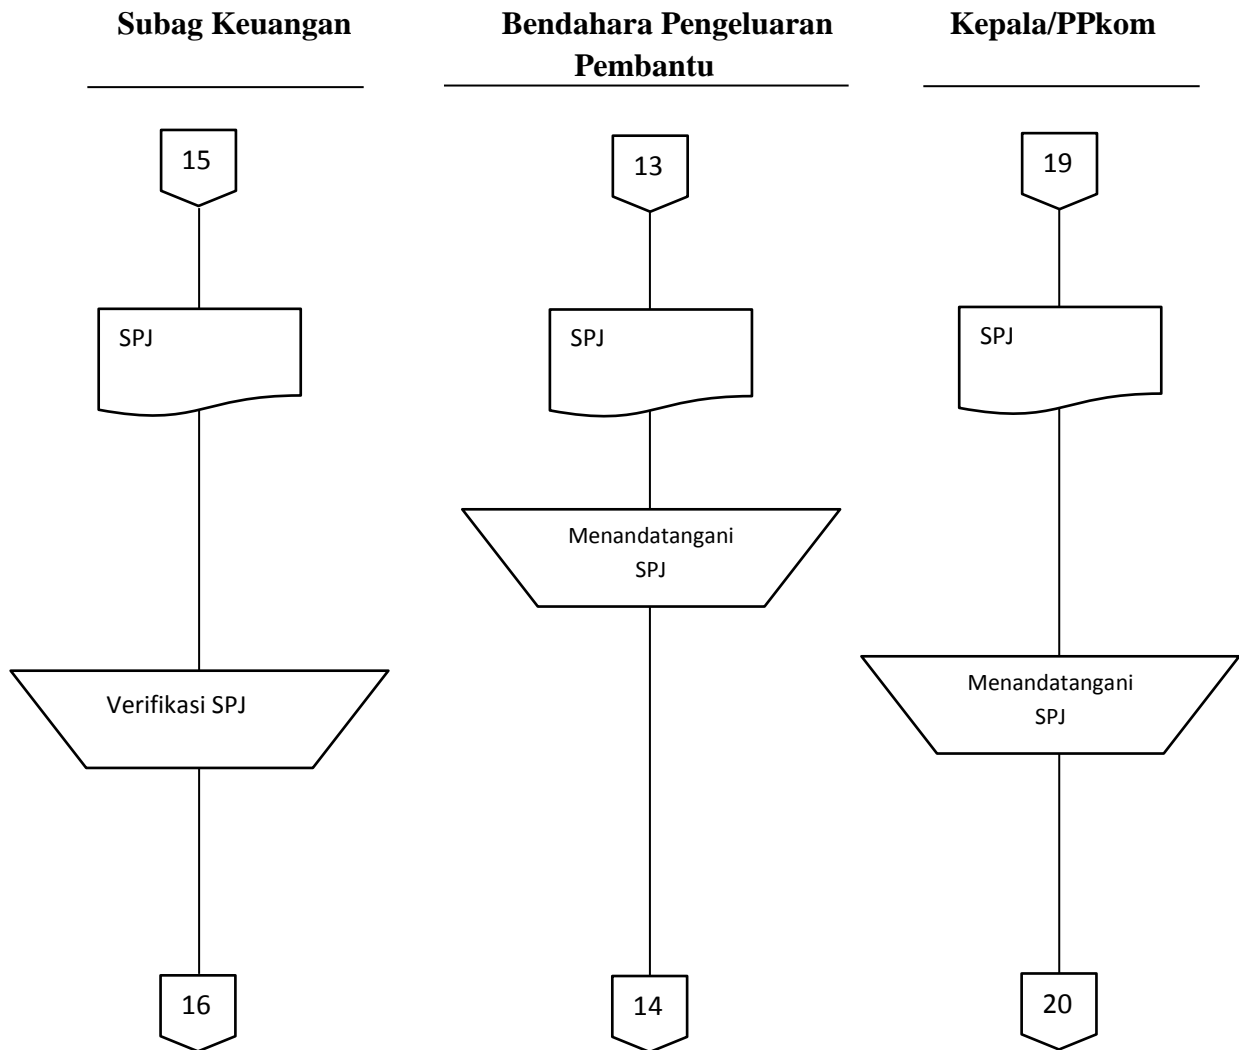 Subag Keuangan
Bendahara Pengeluaran
Pembantu
Kepala/PPkom
15
13
19
SPJ
SPJ
SPJ
Menandatangani
SPJ
Verifikasi SPJ
Menandatangani
SPJ
16
14
20